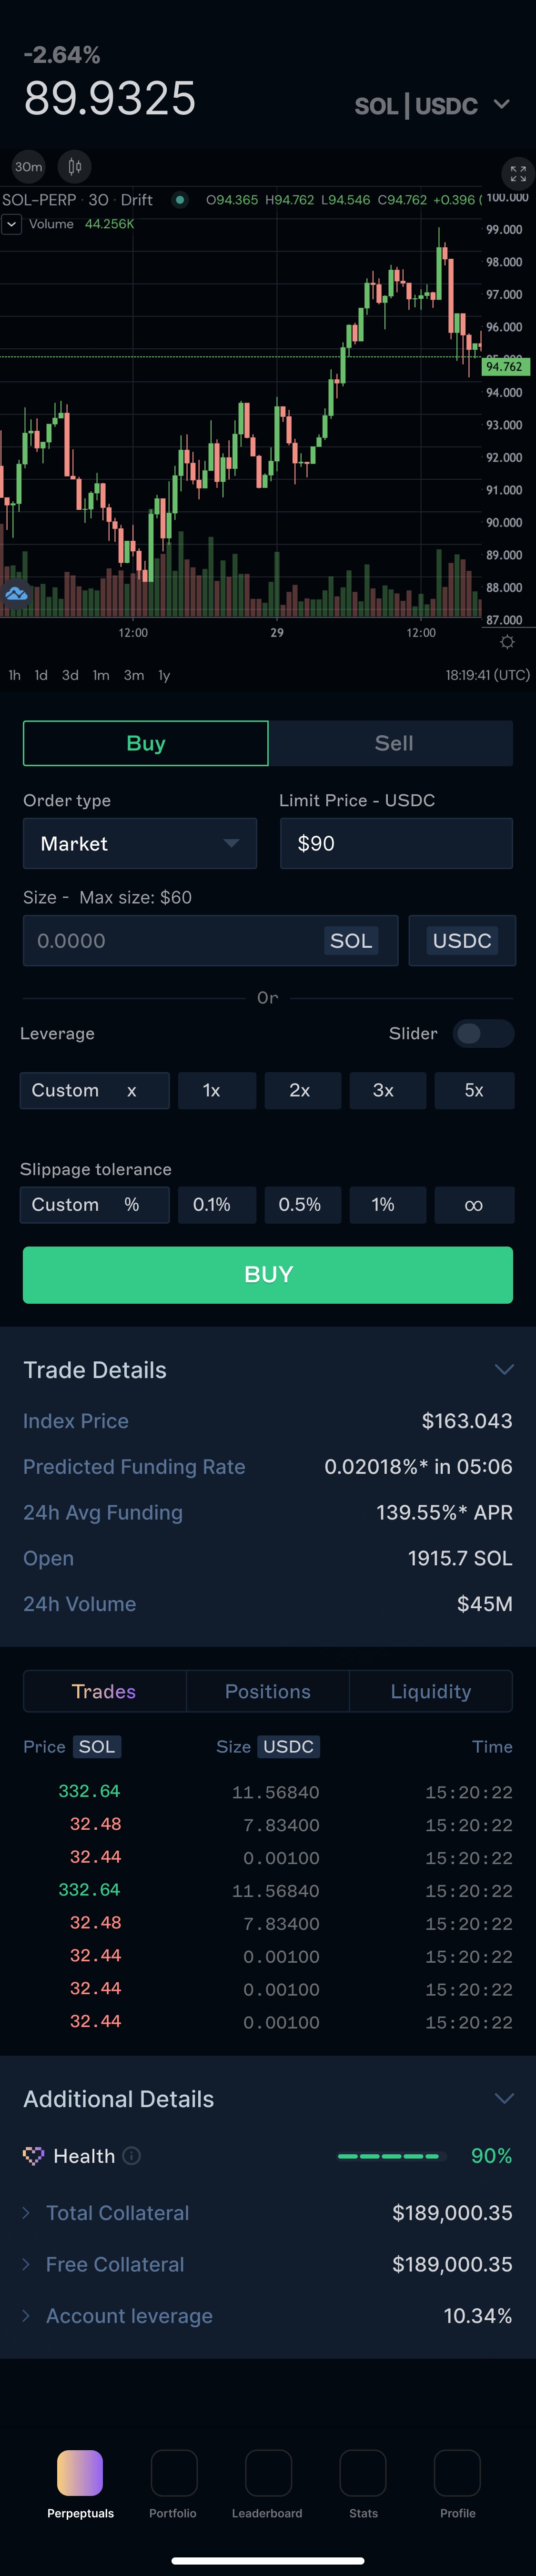 -2.64%
89.9325
SOL | USDC
30m
SOL-PERP · 30 · Drift O94.365 H94.762 L94.546 C94.762 +0.396 (
Volume 44.256K
100.000
99.000
98.000
97.000
96.000
94.762
94.000
93.000
92.000
91.000
90.000
89.000
88.000
87.000
12:00 29 12:00
1h 1d 3d 1m 3m 1y 18:19:41 (UTC)
Buy Sell
Order type Limit Price - USDC
Market $90
Size - Max size: $60
0.0000 SOL USDC
Or
Leverage Slider
Custom x 1x 2x 3x 5x
Slippage tolerance
Custom % 0.1% 0.5% 1% ∞
BUY
Trade Details
Index Price $163.043
Predicted Funding Rate 0.02018%* in 05:06
24h Avg Funding 139.55%* APR
Open 1915.7 SOL
24h Volume $45M
Trades Positions Liquidity
Price SOL Size USDC Time
332.64 11.56840 15:20:22
32.48 7.83400 15:20:22
32.44 0.00100 15:20:22
332.64 11.56840 15:20:22
32.48 7.83400 15:20:22
32.44 0.00100 15:20:22
32.44 0.00100 15:20:22
32.44 0.00100 15:20:22
Additional Details
Health 90%
Total Collateral $189,000.35
Free Collateral $189,000.35
Account leverage 10.34%
Perpeptuals Portfolio Leaderboard Stats Profile